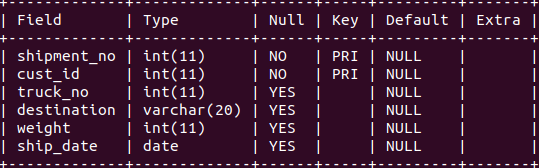 +-------------+-------------+------+-----+---------+-------+
| Field       | Type        | Null | Key | Default | Extra |
+-------------+-------------+------+-----+---------+-------+
| shipment_no | int(11)     | NO   | PRI | NULL    |       |
| cust_id     | int(11)     | NO   | PRI | NULL    |       |
| truck_no    | int(11)     | YES  |     | NULL    |       |
| destination | varchar(20) | YES  |     | NULL    |       |
| weight      | int(11)     | YES  |     | NULL    |       |
| ship_date   | date        | YES  |     | NULL    |       |
+-------------+-------------+------+-----+---------+-------+